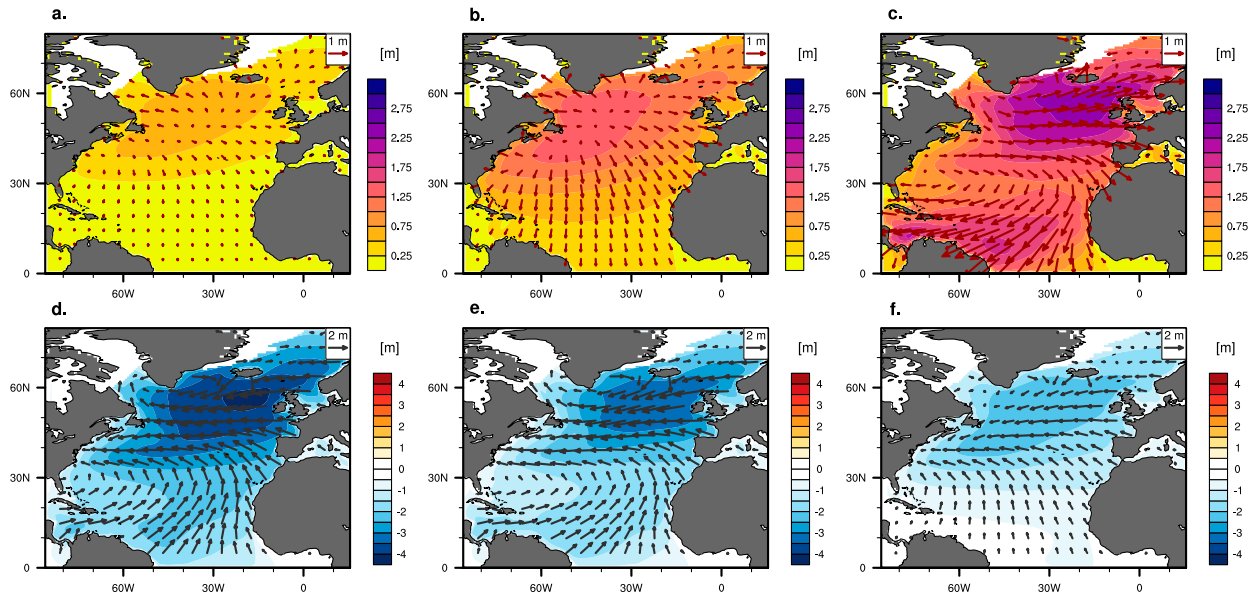 a. b. c.
1 m [m] 1 m [m] 1 m [m]
60N 2.75 60N 2.75 60N 2.75
2.25 2.25 2.25
1.75 1.75 1.75
30N 1.25 30N 1.25 30N 1.25
0.75 0.75 0.75
0.25 0.25 0.25
0 0 0
60W 30W 0 60W 30W 0 60W 30W 0
d. e. f.
2 m [m] 2 m [m] 2 m [m]
60N 4 60N 4 60N 4
3 3 3
2 2 2
1 1 1
30N 0 30N 0 30N 0
-1 -1 -1
-2 -2 -2
-3 -3 -3
-4 -4 -4
0 0 0
60W 30W 0 60W 30W 0 60W 30W 0